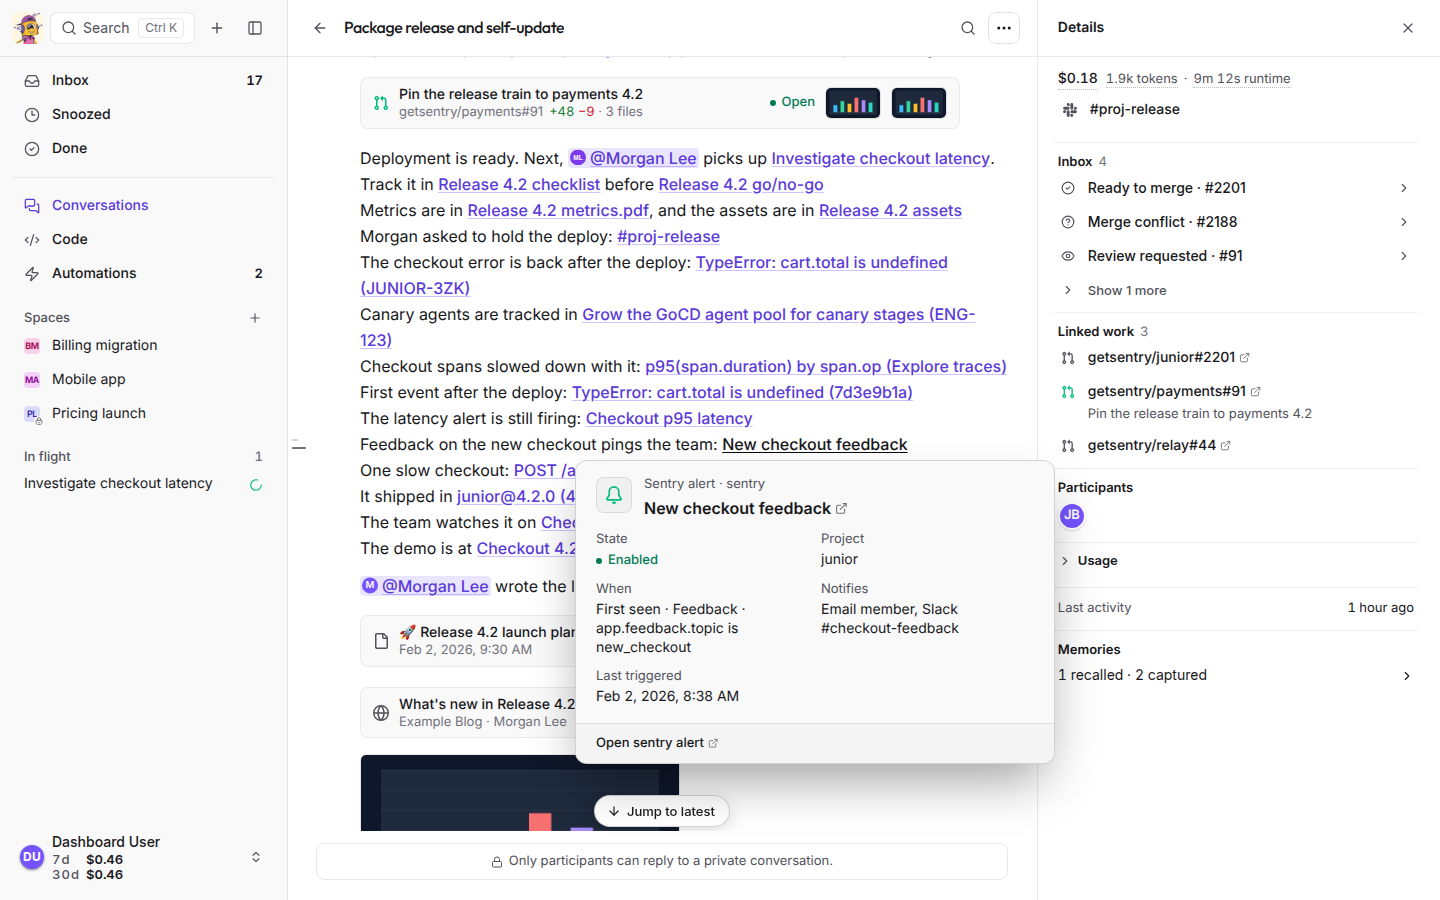 Search Ctrl K
Inbox 17
Snoozed
Done
Conversations
Code
Automations 2
Spaces
BM Billing migration
MA Mobile app
PL Pricing launch
In flight 1
Investigate checkout latency
DU Dashboard User
7d $0.46
30d $0.46
Package release and self-update
Pin the release train to payments 4.2
getsentry/payments#91 +48 −9 · 3 files
Open
Deployment is ready. Next, ML @Morgan Lee picks up Investigate checkout latency.
Track it in Release 4.2 checklist before Release 4.2 go/no-go
Metrics are in Release 4.2 metrics.pdf, and the assets are in Release 4.2 assets
Morgan asked to hold the deploy: #proj-release
The checkout error is back after the deploy: TypeError: cart.total is undefined
(JUNIOR-3ZK)
Canary agents are tracked in Grow the GoCD agent pool for canary stages (ENG-
123)
Checkout spans slowed down with it: p95(span.duration) by span.op (Explore traces)
First event after the deploy: TypeError: cart.total is undefined (7d3e9b1a)
The latency alert is still firing: Checkout p95 latency
Feedback on the new checkout pings the team: New checkout feedback
One slow checkout: POST /a
It shipped in junior@4.2.0 (4
The team watches it on Chec
The demo is at Checkout 4.2
M @Morgan Lee wrote the l
🚀 Release 4.2 launch plan
Feb 2, 2026, 9:30 AM
What's new in Release 4.2
Example Blog · Morgan Lee
Sentry alert · sentry
New checkout feedback
State
Enabled
Project
junior
When
First seen · Feedback ·
app.feedback.topic is
new_checkout
Notifies
Email member, Slack
#checkout-feedback
Last triggered
Feb 2, 2026, 8:38 AM
Open sentry alert
Jump to latest
Only participants can reply to a private conversation.
Details
$0.18 1.9k tokens · 9m 12s runtime
#proj-release
Inbox 4
Ready to merge · #2201
Merge conflict · #2188
Review requested · #91
Show 1 more
Linked work 3
getsentry/junior#2201
getsentry/payments#91
Pin the release train to payments 4.2
getsentry/relay#44
Participants
JB
Usage
Last activity 1 hour ago
Memories
1 recalled · 2 captured